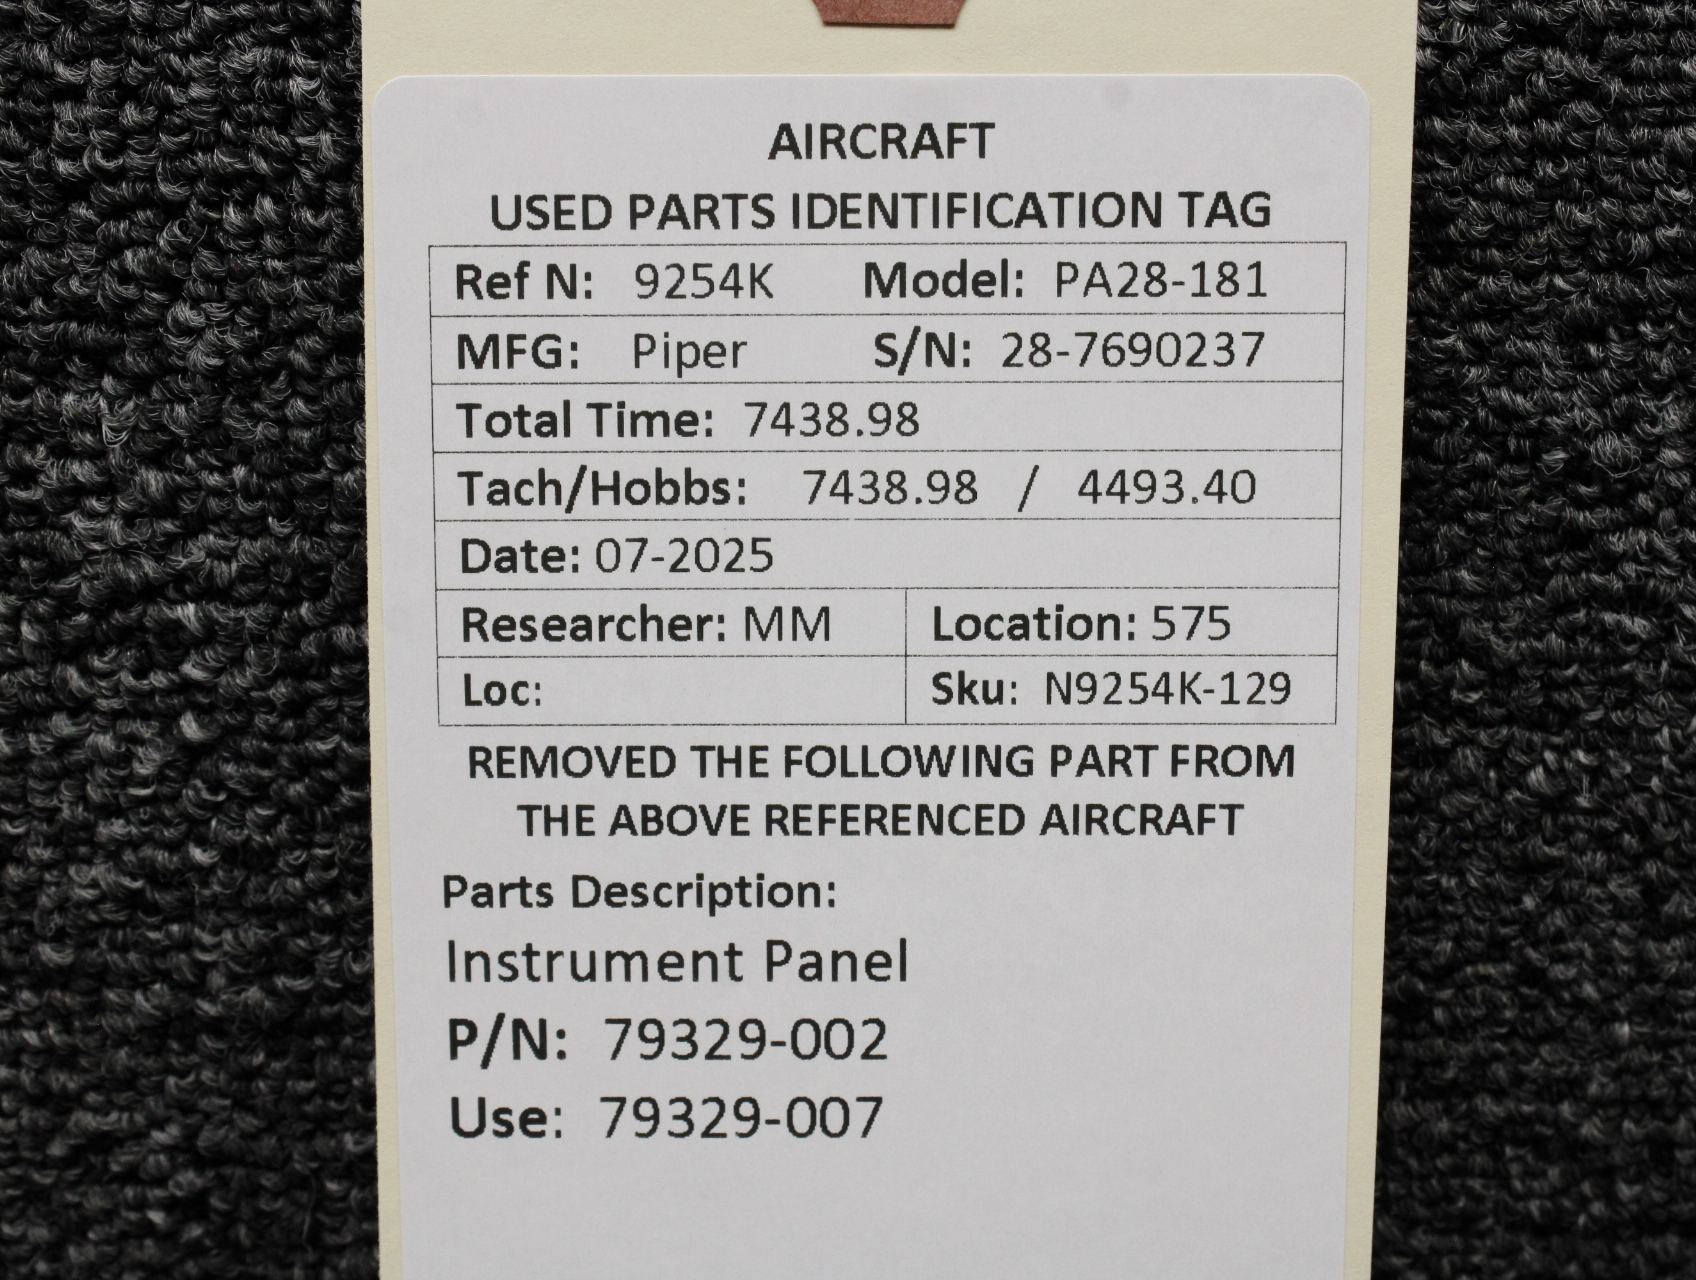 AIRCRAFT
USED PARTS IDENTIFICATION TAG
Ref N: 9254K Model: PA28-181
MFG: Piper S/N: 28-7690237
Total Time: 7438.98
Tach/Hobbs: 7438.98 / 4493.40
Date: 07-2025
Researcher: MM Location: 575
Loc: Sku: N9254K-129
REMOVED THE FOLLOWING PART FROM
THE ABOVE REFERENCED AIRCRAFT
Parts Description:
Instrument Panel
P/N: 79329-002
Use: 79329-007